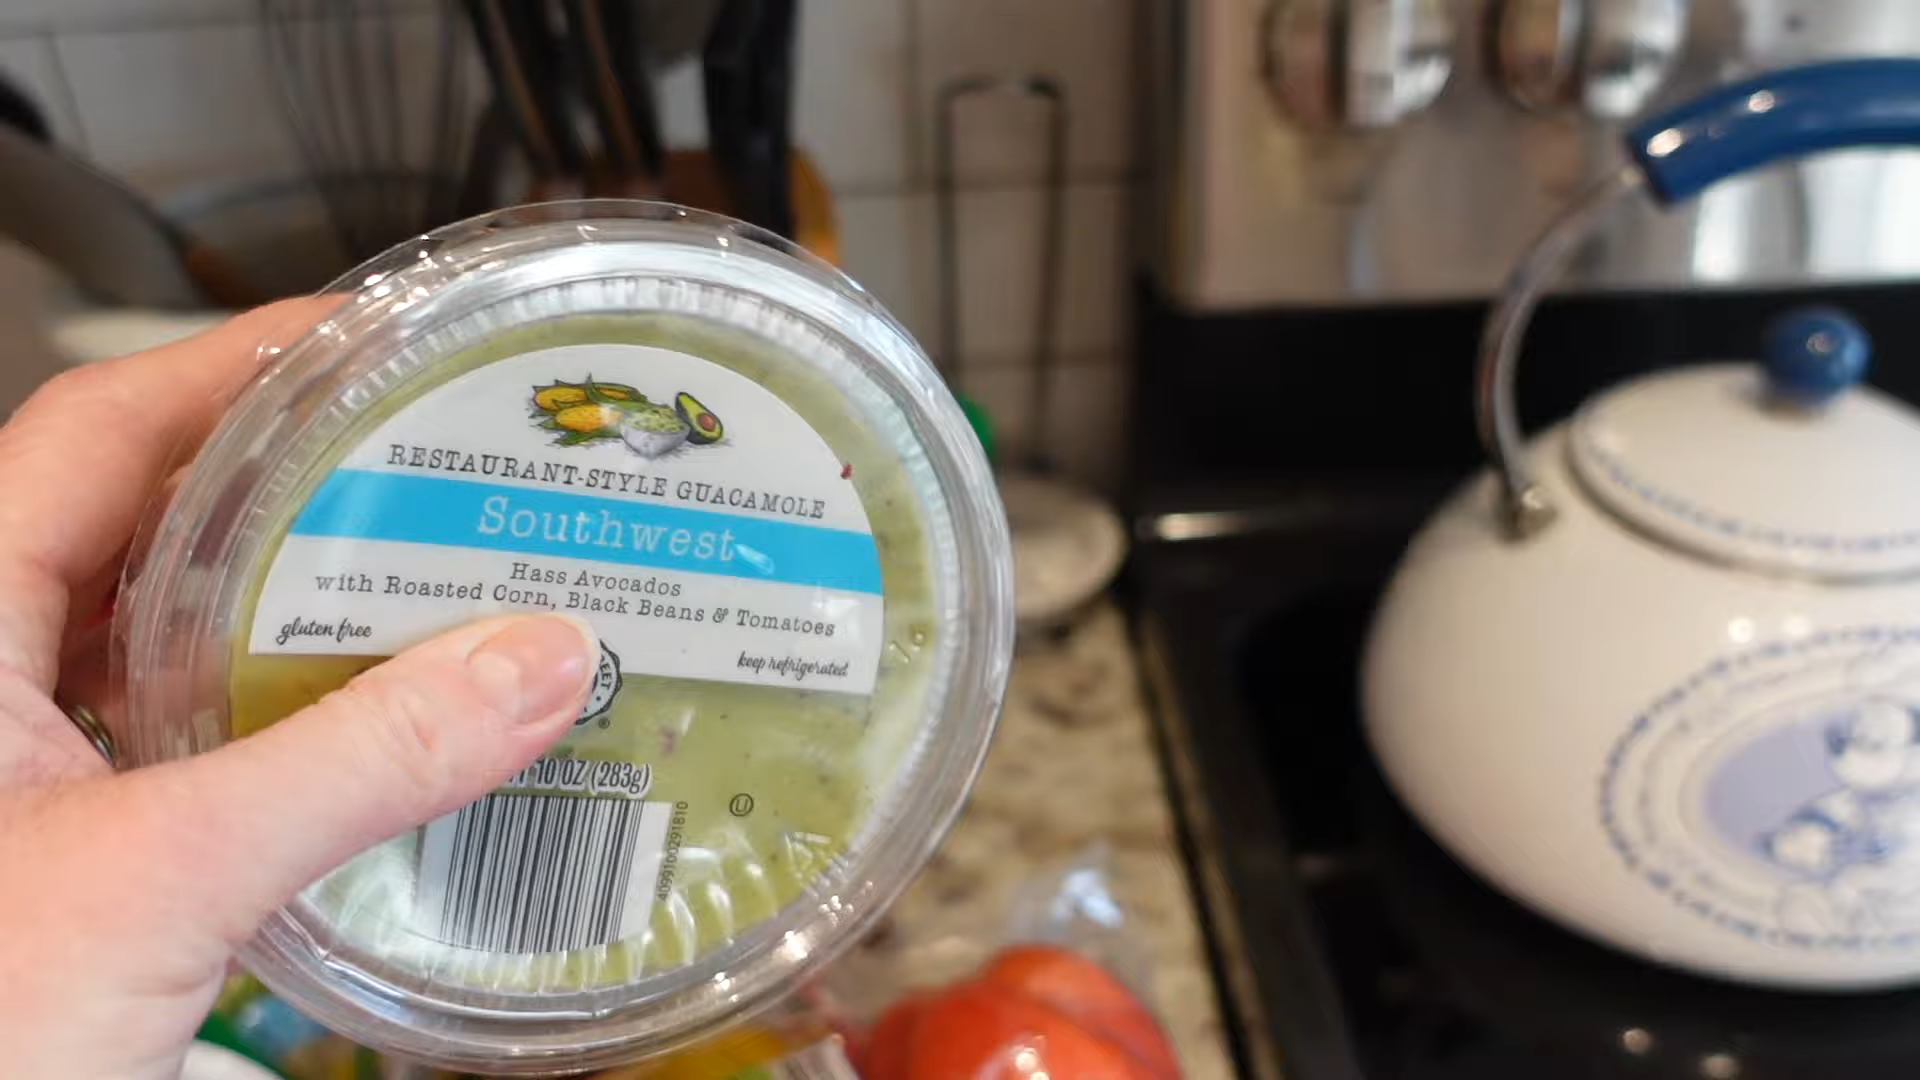 RESTAURANT-STYLE GUACAMOLE
Southwest
Hass Avocados
with Roasted Corn, Black Beans & Tomatoes
gluten free
keep refrigerated
®
10 OZ (283g)
U
4099100291810